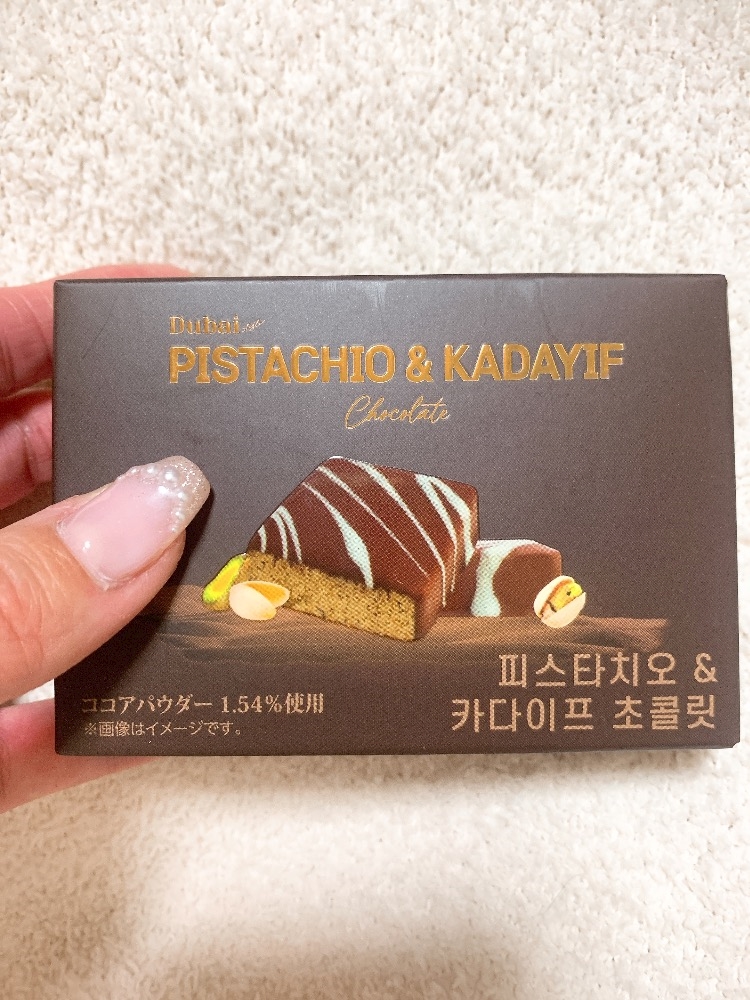 Dubai
PISTACHIO & KADAYIF
Chocolate
피스타치오 &
카다이프 초콜릿
ココアパウダー 1.54%使用
※画像はイメージです。